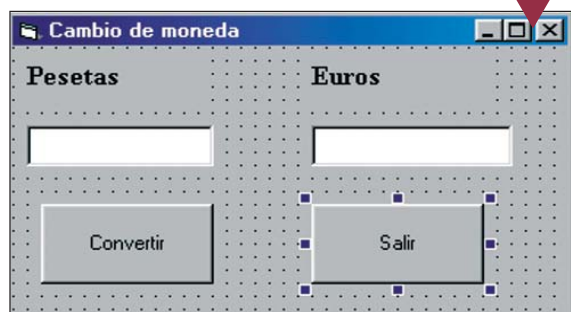 Cambio de moneda
Pesetas
Euros
Convertir
Salir